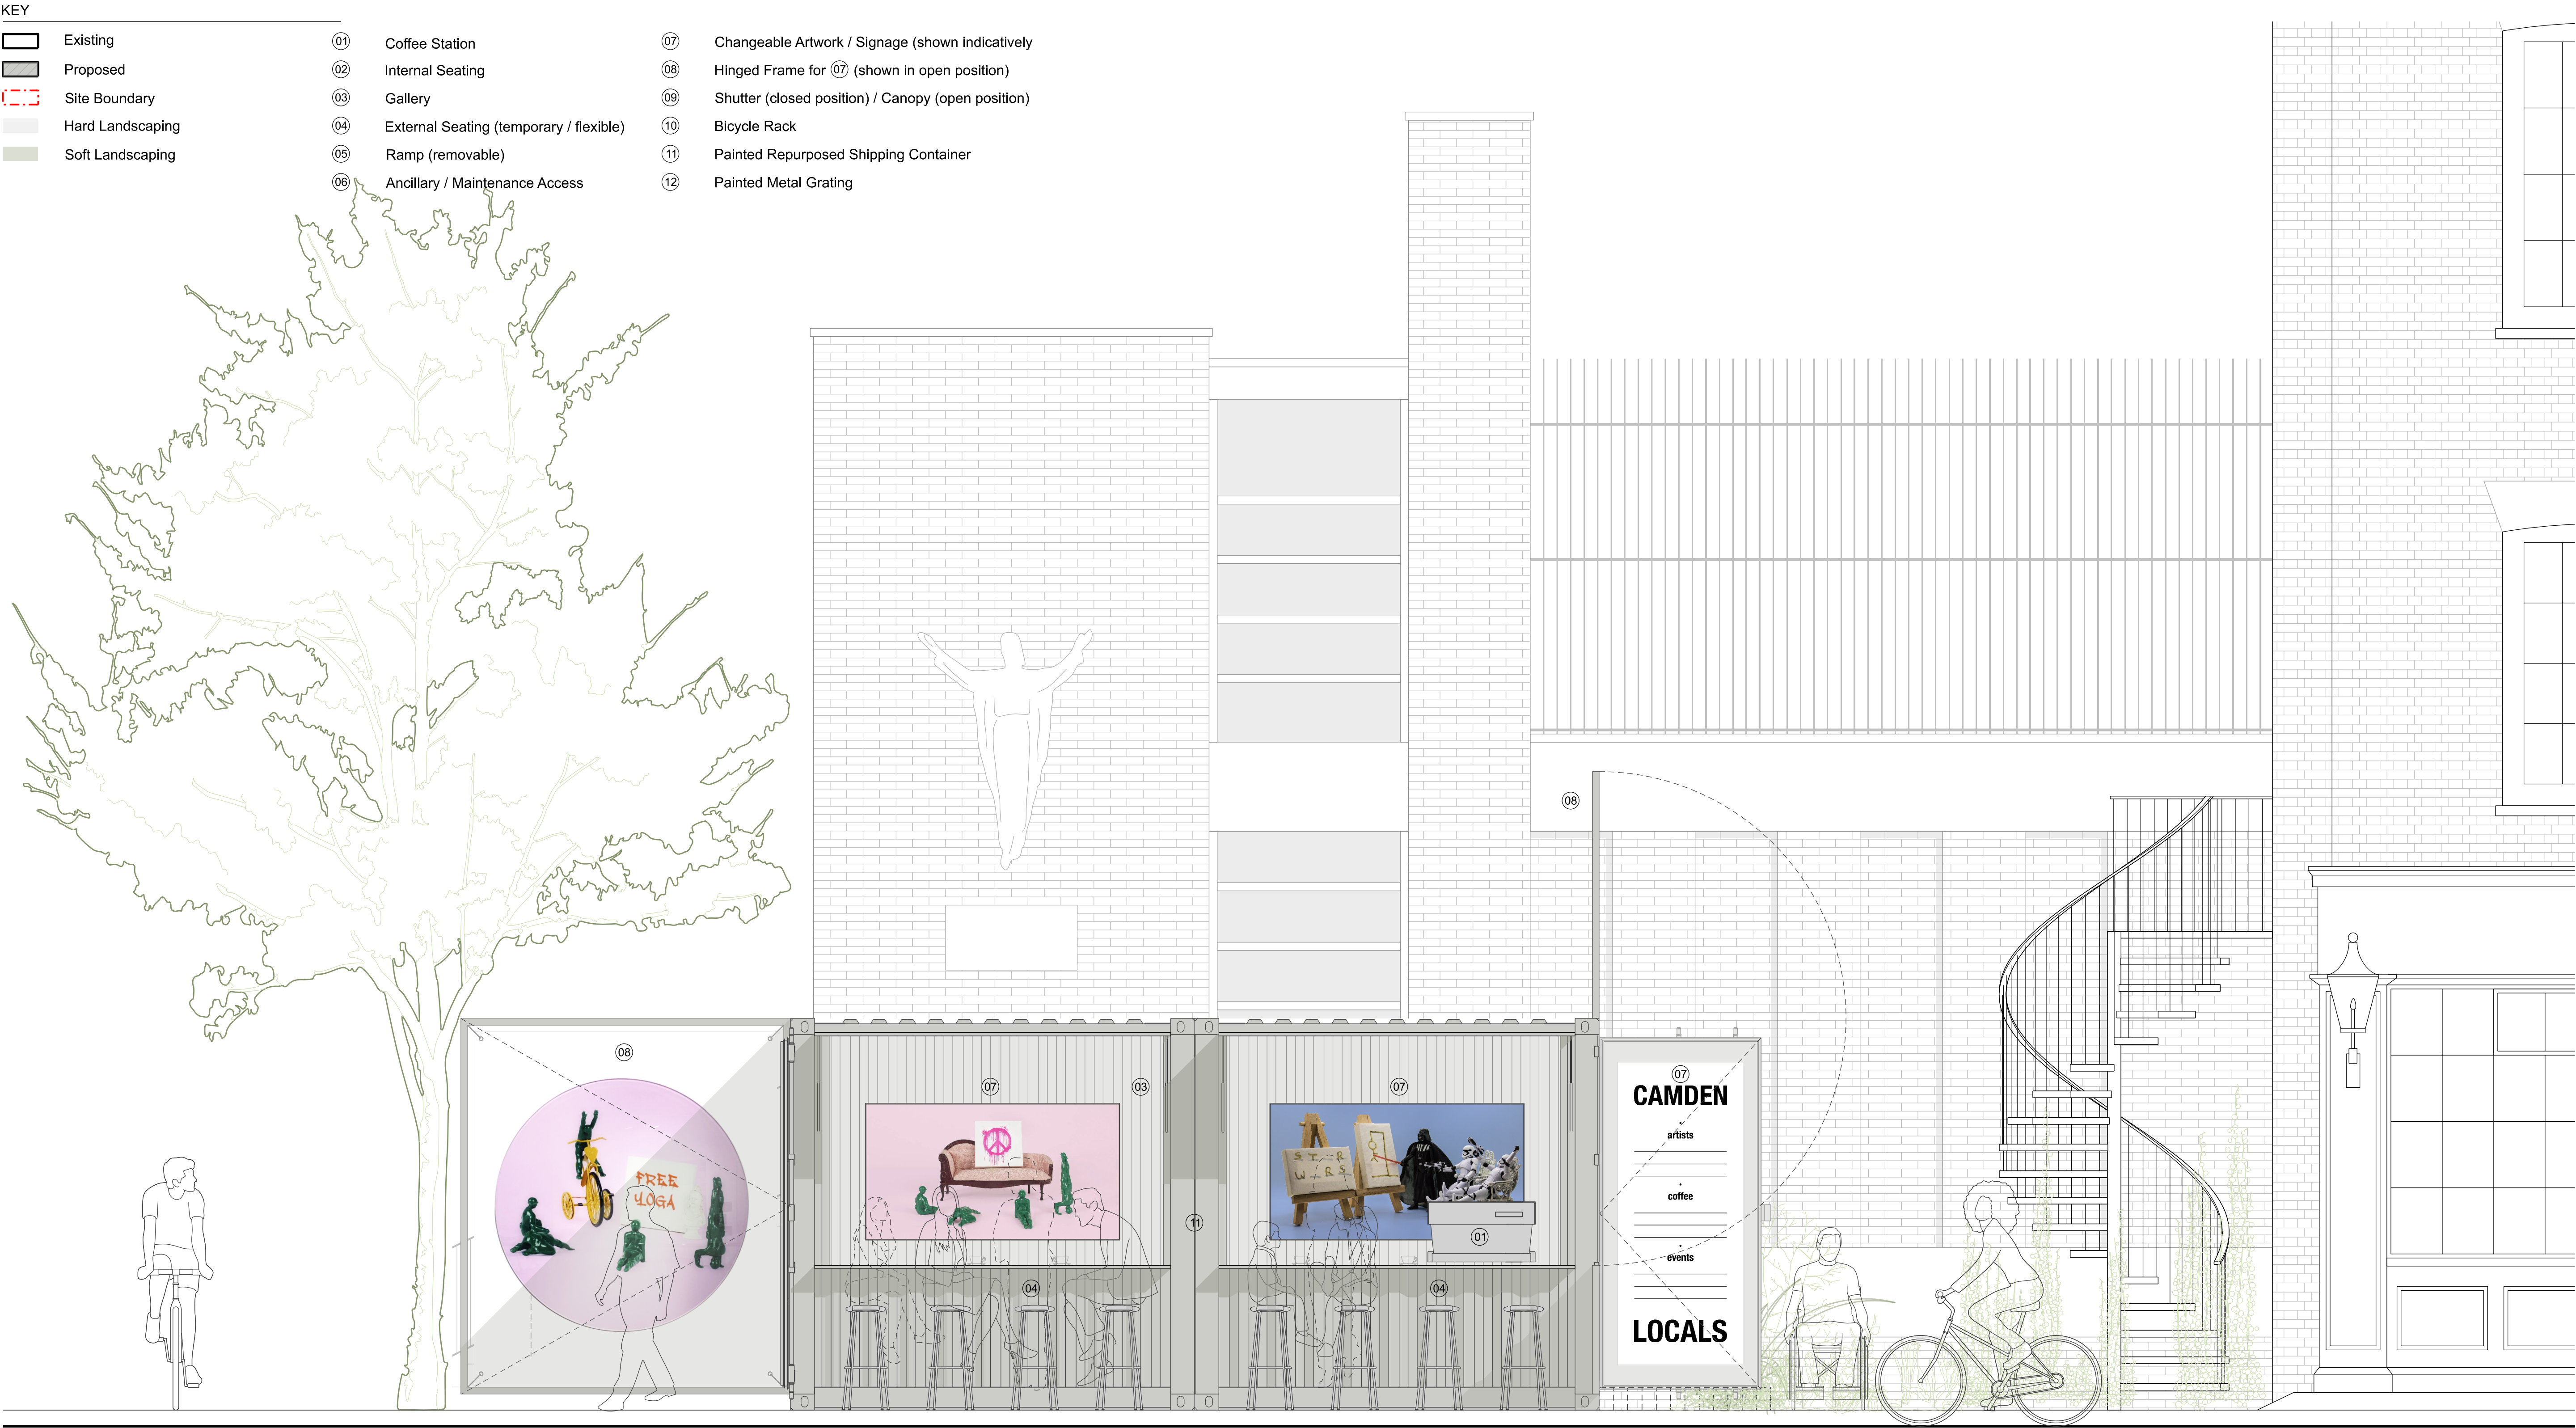 KEY
Existing
Proposed
Site Boundary
Hard Landscaping
Soft Landscaping
01 Coffee Station
02 Internal Seating
03 Gallery
04 External Seating (temporary / flexible)
05 Ramp (removable)
06 Ancillary / Maintenance Access
07 Changeable Artwork / Signage (shown indicatively
08 Hinged Frame for 07 (shown in open position)
09 Shutter (closed position) / Canopy (open position)
10 Bicycle Rack
11 Painted Repurposed Shipping Container
12 Painted Metal Grating
08
08
FREE
YOGA
07
03
04
11
07
S T _ R
W _ R S
01
04
07
CAMDEN
artists
coffee
events
LOCALS